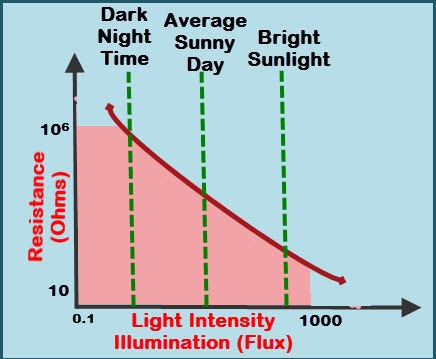 Dark
Night
Time
Average
Sunny
Day
Bright
Sunlight
10⁶
Resistance
(Ohms)
10
0.1
1000
Light Intensity
Illumination (Flux)